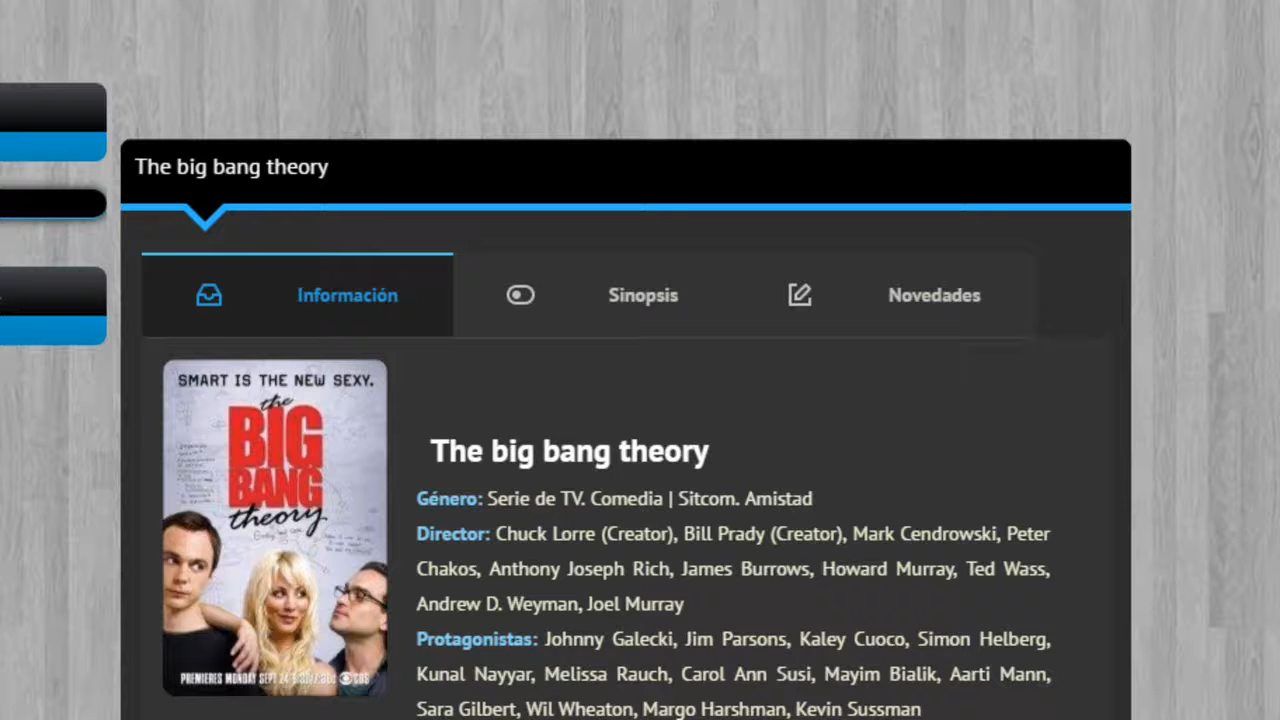 The big bang theory
Información
Sinopsis
Novedades
SMART IS THE NEW SEXY.
the
BIG
BANG
theory
PREMIERES MONDAY SEPT 24
CBS
The big bang theory
Género: Serie de TV. Comedia | Sitcom. Amistad
Director: Chuck Lorre (Creator), Bill Prady (Creator), Mark Cendrowski, Peter
Chakos, Anthony Joseph Rich, James Burrows, Howard Murray, Ted Wass,
Andrew D. Weyman, Joel Murray
Protagonistas: Johnny Galecki, Jim Parsons, Kaley Cuoco, Simon Helberg,
Kunal Nayyar, Melissa Rauch, Carol Ann Susi, Mayim Bialik, Aarti Mann,
Sara Gilbert, Wil Wheaton, Margo Harshman, Kevin Sussman